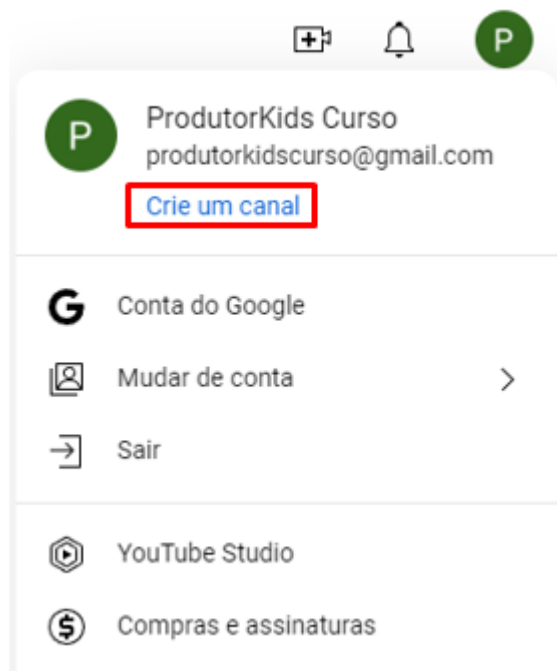 P
P
ProdutorKids Curso
produtorkidscurso@gmail.com
Crie um canal
G
Conta do Google
Mudar de conta
Sair
YouTube Studio
$
Compras e assinaturas